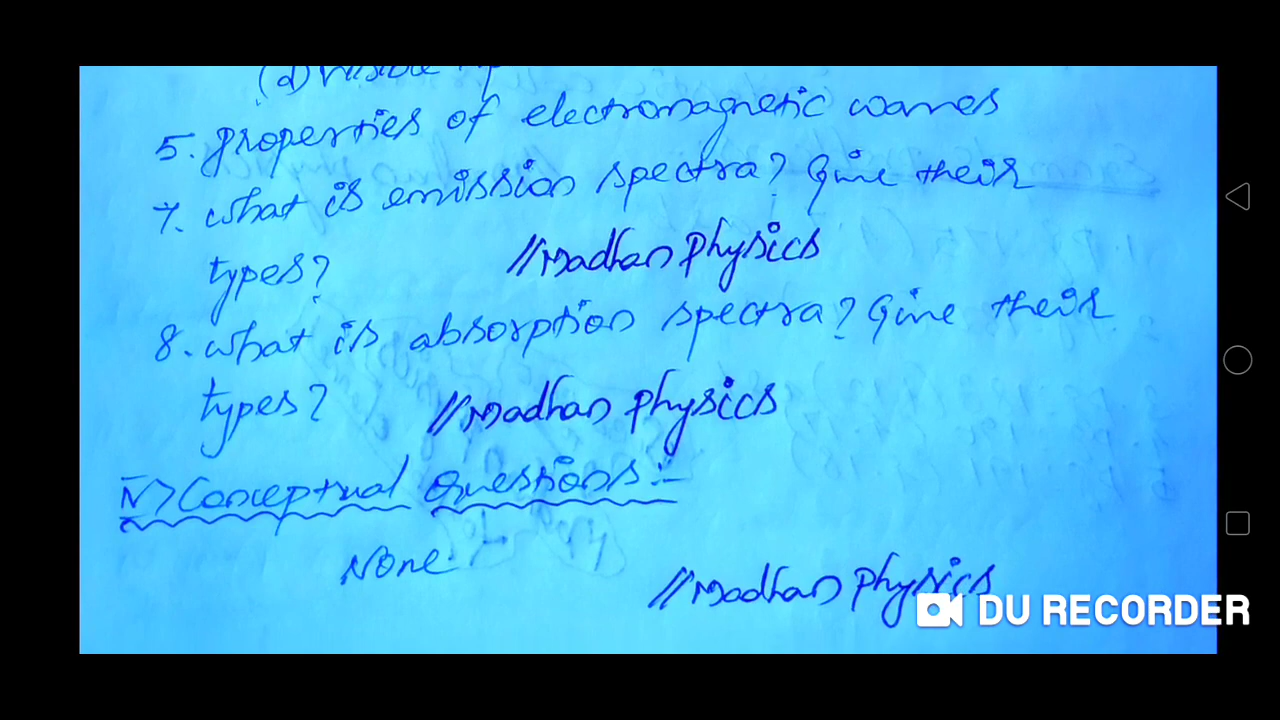 (d) Visible
5. Properties of electromagnetic waves
7. What is emission spectra? Give their
types?
//Madhan Physics
8. What is absorption spectra? Give their
types?
//Madhan Physics
IV) Conceptual Questions:-
None.
//Madhan Physics
DU RECORDER